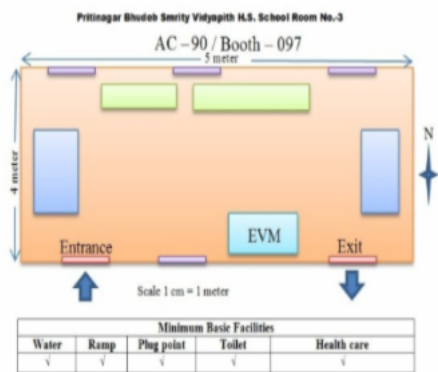 Pritinagar Bhudeb Smrity Vidyapith H.S. School Room No.-3
AC –90 / Booth – 097
5 meter
4 meter
N
EVM
Entrance
Exit
Scale 1 cm = 1 meter
Minimum Basic Facilities
Water Ramp Plug point Toilet Health care
√ √ √ √ √